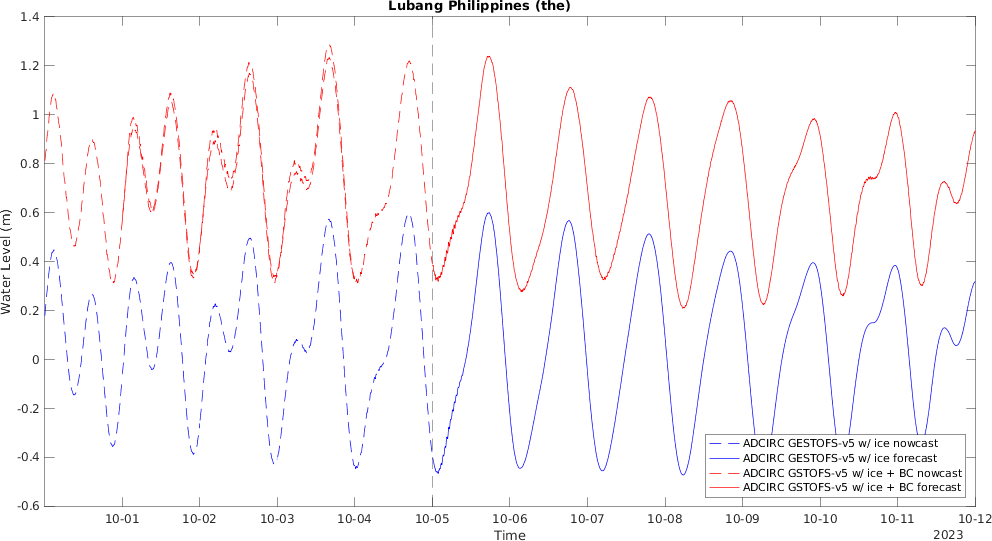 Lubang Philippines (the)
1.4
1.2
1
0.8
0.6
0.4
0.2
0
-0.2
-0.4
-0.6
Water Level (m)
ADCIRC GESTOFS-v5 w/ ice nowcast
ADCIRC GESTOFS-v5 w/ ice forecast
ADCIRC GSTOFS-v5 w/ ice + BC nowcast
ADCIRC GSTOFS-v5 w/ ice + BC forecast
10-01 10-02 10-03 10-04 10-05 10-06 10-07 10-08 10-09 10-10 10-11 10-12
Time
2023